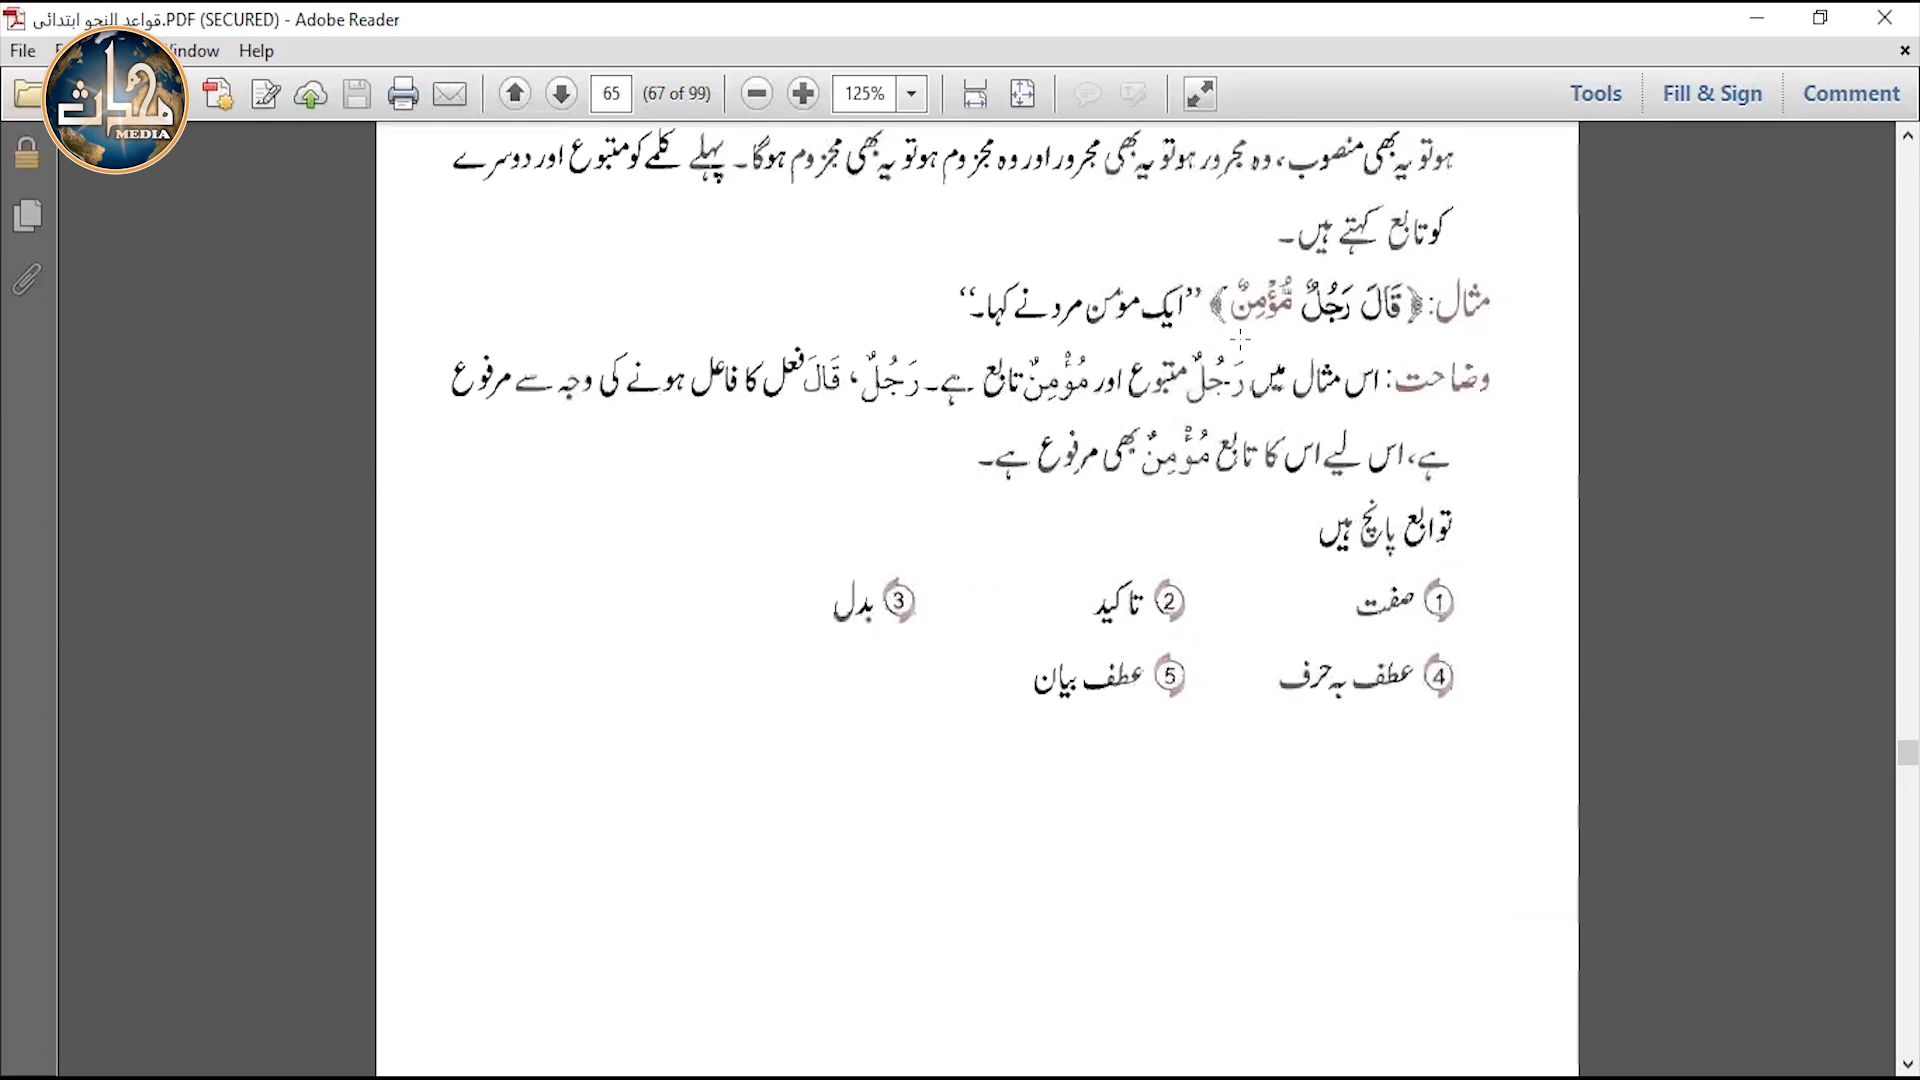 قواعد النحو ابتدائی.PDF (SECURED) - Adobe Reader
File Window Help
MEDIA
65 (67 of 99) 125% Tools Fill & Sign Comment
ہو تو یہ بھی منصوب، وہ مجرور ہو تو یہ بھی مجرور اور وہ مجزوم ہو تو یہ بھی مجزوم ہوگا۔ پہلے کلمے کو متبوع اور دوسرے
کو تابع کہتے ہیں۔
مثال: ﴿قَالَ رَجُلٌ مُّؤْمِنٌ﴾ ”ایک مومن مرد نے کہا۔“
وضاحت: اس مثال میں رَجُلٌ متبوع اور مُؤْمِنٌ تابع ہے۔ رَجُلٌ، قَالَ فعل کا فاعل ہونے کی وجہ سے مرفوع
ہے، اس لیے اس کا تابع مُؤْمِنٌ بھی مرفوع ہے۔
توابع پانچ ہیں
① صفت ② تاکید ③ بدل
④ عطف بہ حرف ⑤ عطف بیان